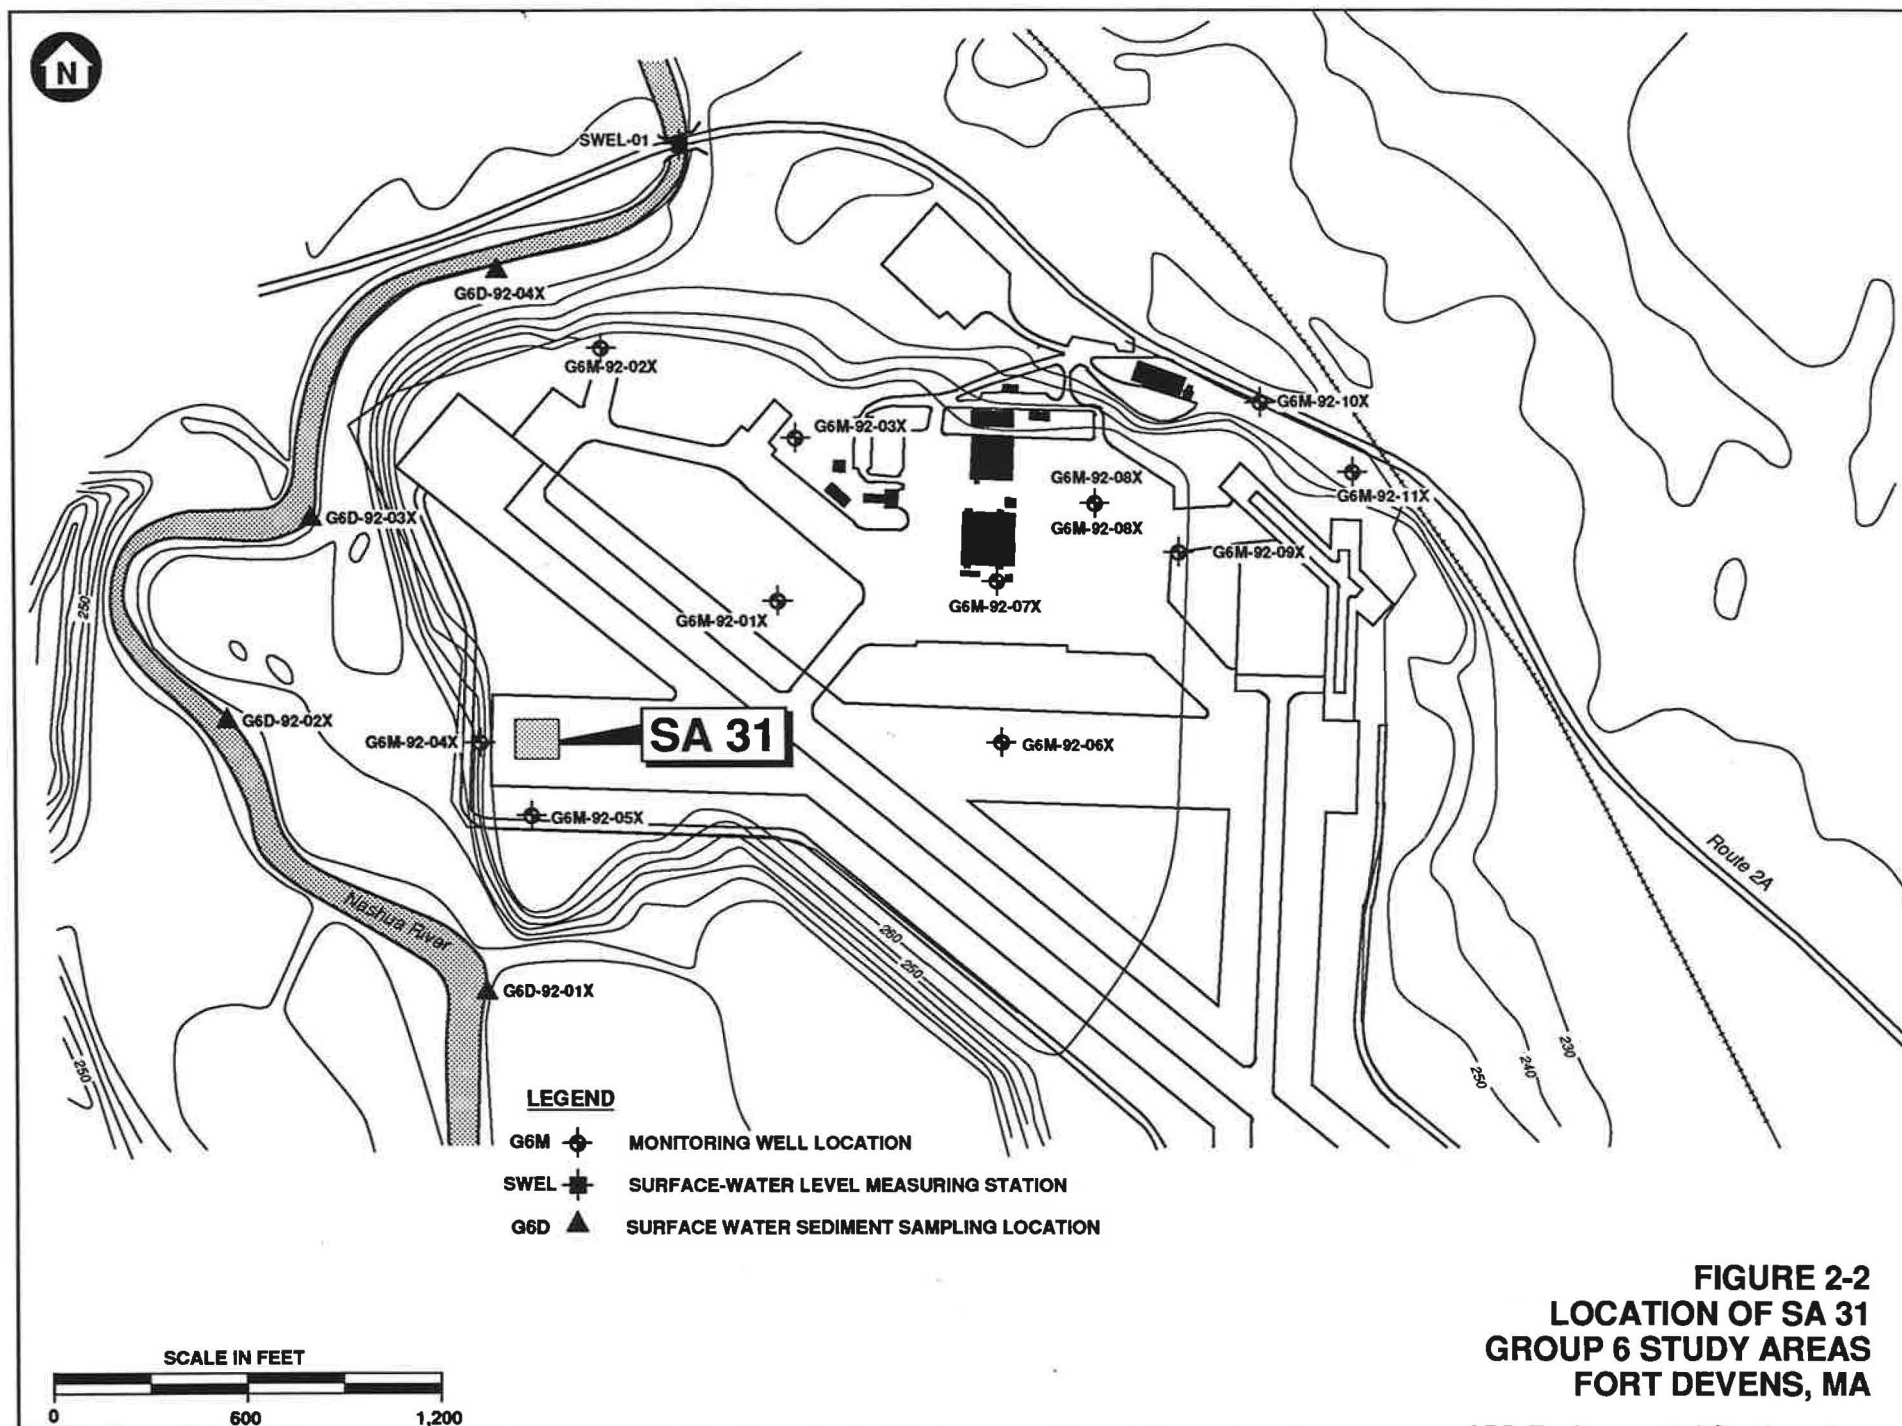 N
SWEL-01
G6D-92-04X
G6M-92-02X
G6M-92-10X
G6M-92-03X
G6M-92-08X
G6M-92-11X
G6D-92-03X
G6M-92-08X
G6M-92-09X
250
G6M-92-07X
G6M-92-01X
G6D-92-02X
G6M-92-04X
SA 31
G6M-92-06X
G6M-92-05X
Route 2A
Nashua River
260
250
G6D-92-01X
250
230
240
250
LEGEND
G6M MONITORING WELL LOCATION
SWEL SURFACE-WATER LEVEL MEASURING STATION
G6D SURFACE WATER SEDIMENT SAMPLING LOCATION
FIGURE 2-2
LOCATION OF SA 31
GROUP 6 STUDY AREAS
FORT DEVENS, MA
SCALE IN FEET
0 600 1,200